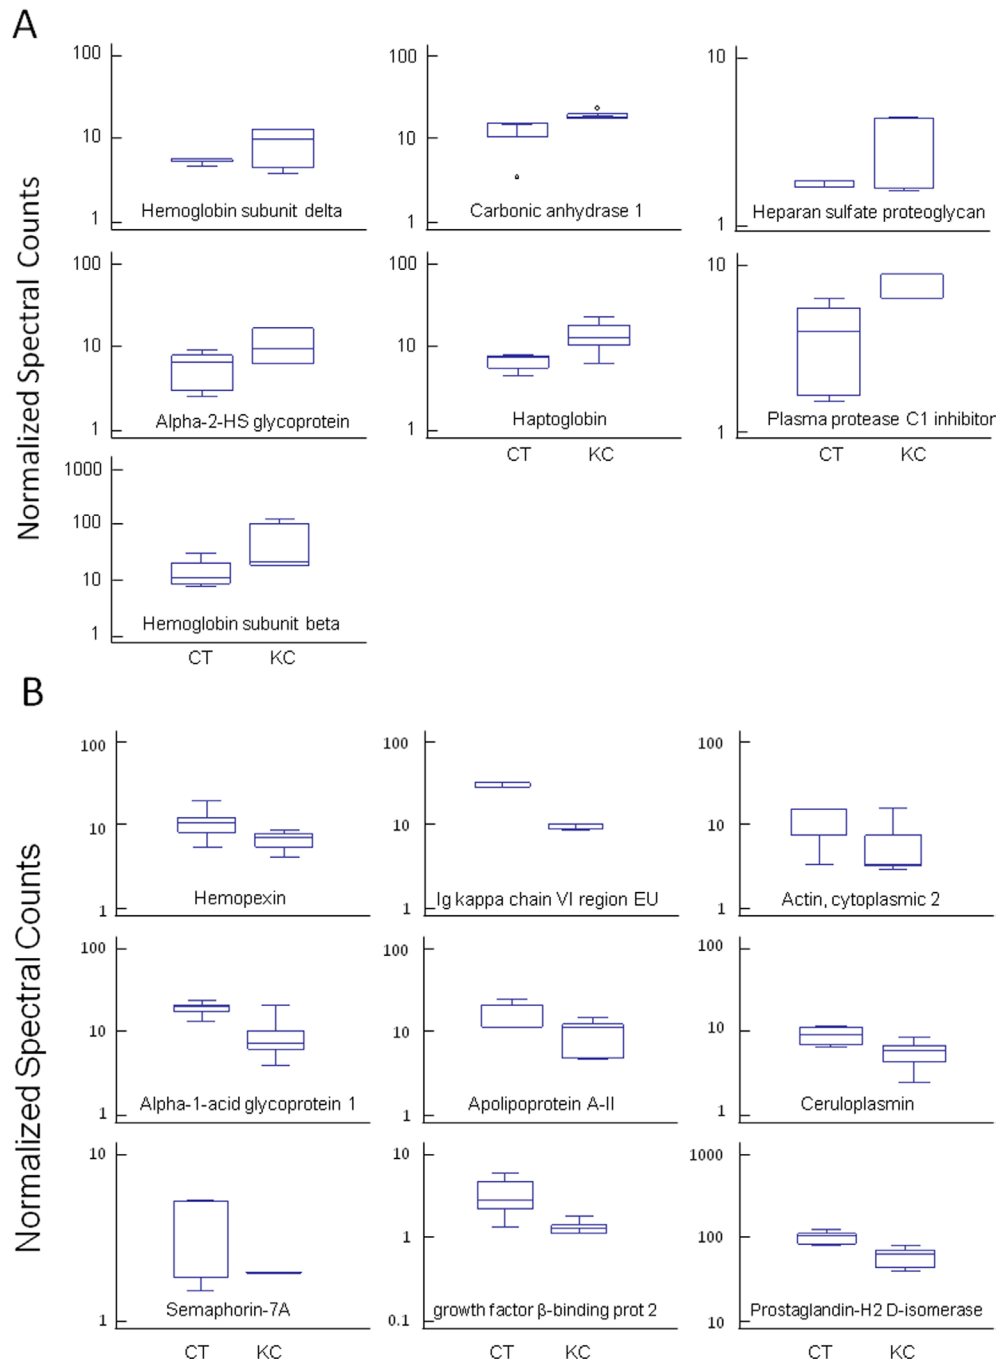 A
Normalized Spectral Counts
100
10
1
Hemoglobin subunit delta
100
10
1
Carbonic anhydrase 1
10
1
Heparan sulfate proteoglycan
100
10
1
Alpha-2-HS glycoprotein
100
10
1
Haptoglobin
CT KC
10
1
Plasma protease C1 inhibitor
CT KC
1000
100
10
1
Hemoglobin subunit beta
CT KC
B
Normalized Spectral Counts
100
10
1
Hemopexin
100
10
1
Ig kappa chain VI region EU
100
10
1
Actin, cytoplasmic 2
100
10
1
Alpha-1-acid glycoprotein 1
100
10
1
Apolipoprotein A-II
100
10
1
Ceruloplasmin
10
1
Semaphorin-7A
CT KC
10
1
0.1
growth factor β-binding prot 2
CT KC
1000
100
10
Prostaglandin-H2 D-isomerase
CT KC